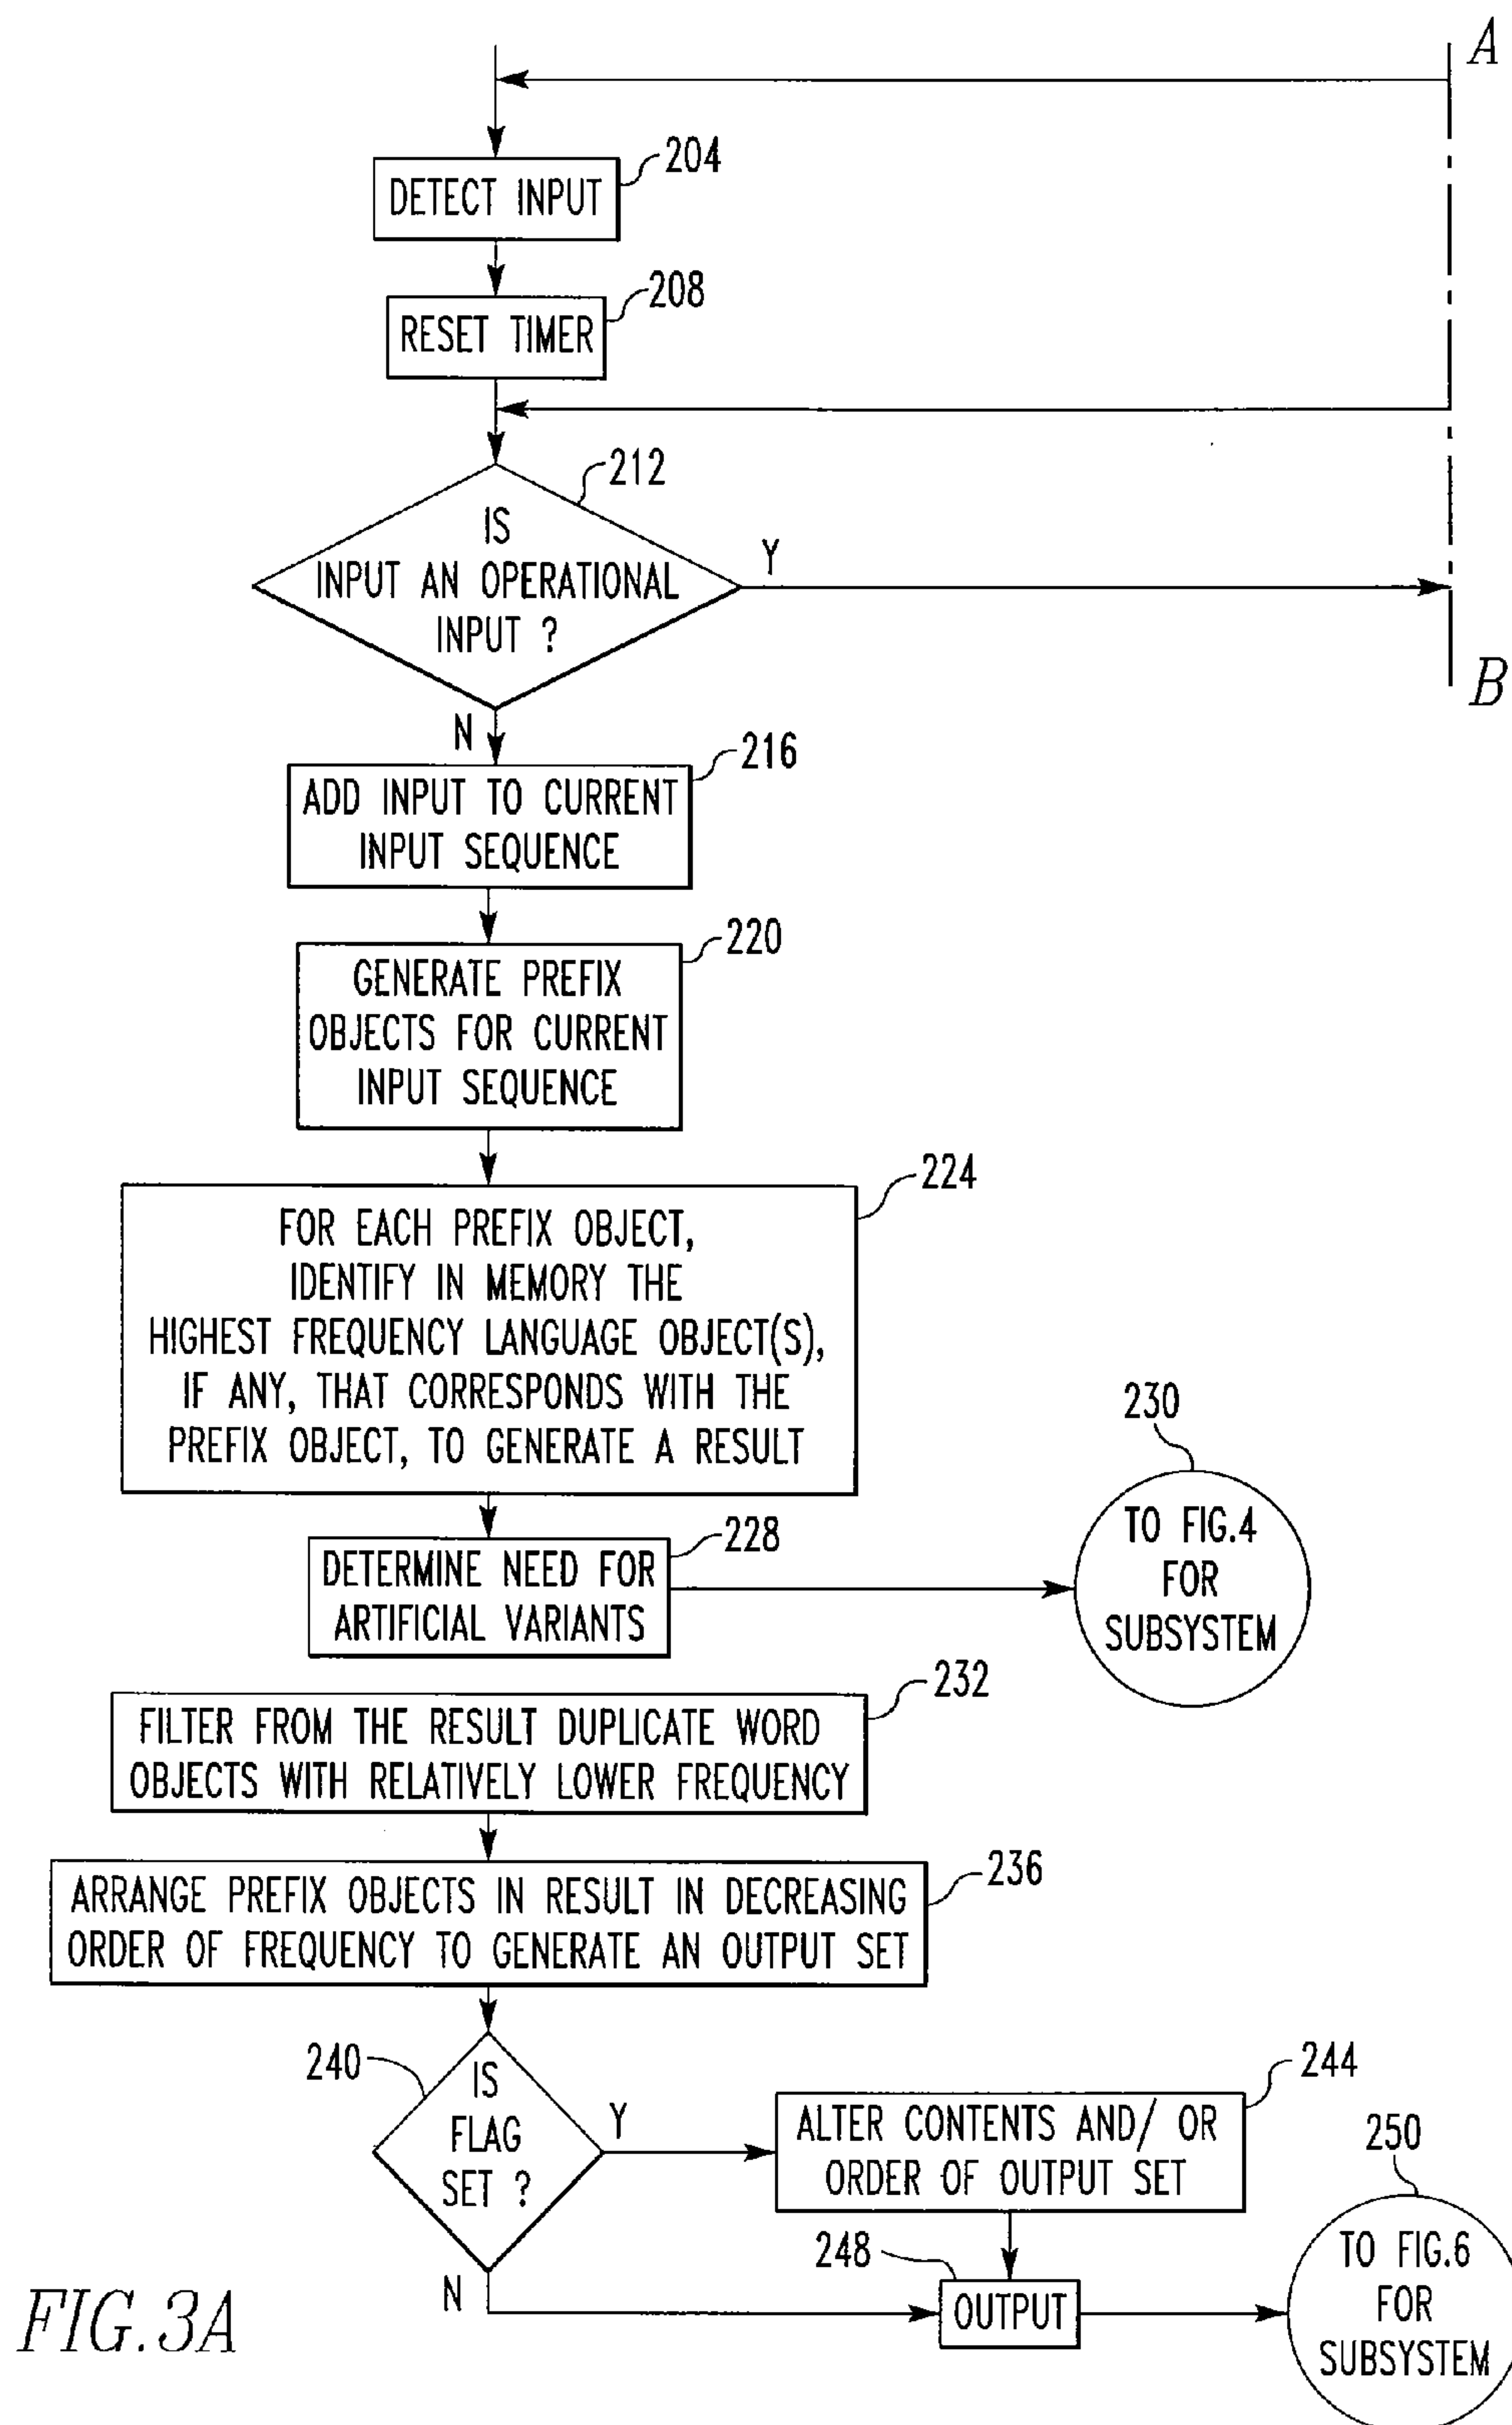 A
204
DETECT INPUT
208
RESET TIMER
212
IS
INPUT AN OPERATIONAL
INPUT ?
Y
B
N
216
ADD INPUT TO CURRENT
INPUT SEQUENCE
220
GENERATE PREFIX
OBJECTS FOR CURRENT
INPUT SEQUENCE
224
FOR EACH PREFIX OBJECT,
IDENTIFY IN MEMORY THE
HIGHEST FREQUENCY LANGUAGE OBJECT(S),
IF ANY, THAT CORRESPONDS WITH THE
PREFIX OBJECT, TO GENERATE A RESULT
230
TO FIG.4
FOR
SUBSYSTEM
228
DETERMINE NEED FOR
ARTIFICIAL VARIANTS
232
FILTER FROM THE RESULT DUPLICATE WORD
OBJECTS WITH RELATIVELY LOWER FREQUENCY
236
ARRANGE PREFIX OBJECTS IN RESULT IN DECREASING
ORDER OF FREQUENCY TO GENERATE AN OUTPUT SET
240
IS
FLAG
SET ?
Y
244
ALTER CONTENTS AND/ OR
ORDER OF OUTPUT SET
250
TO FIG.6
FOR
SUBSYSTEM
248
N
OUTPUT
FIG.3A